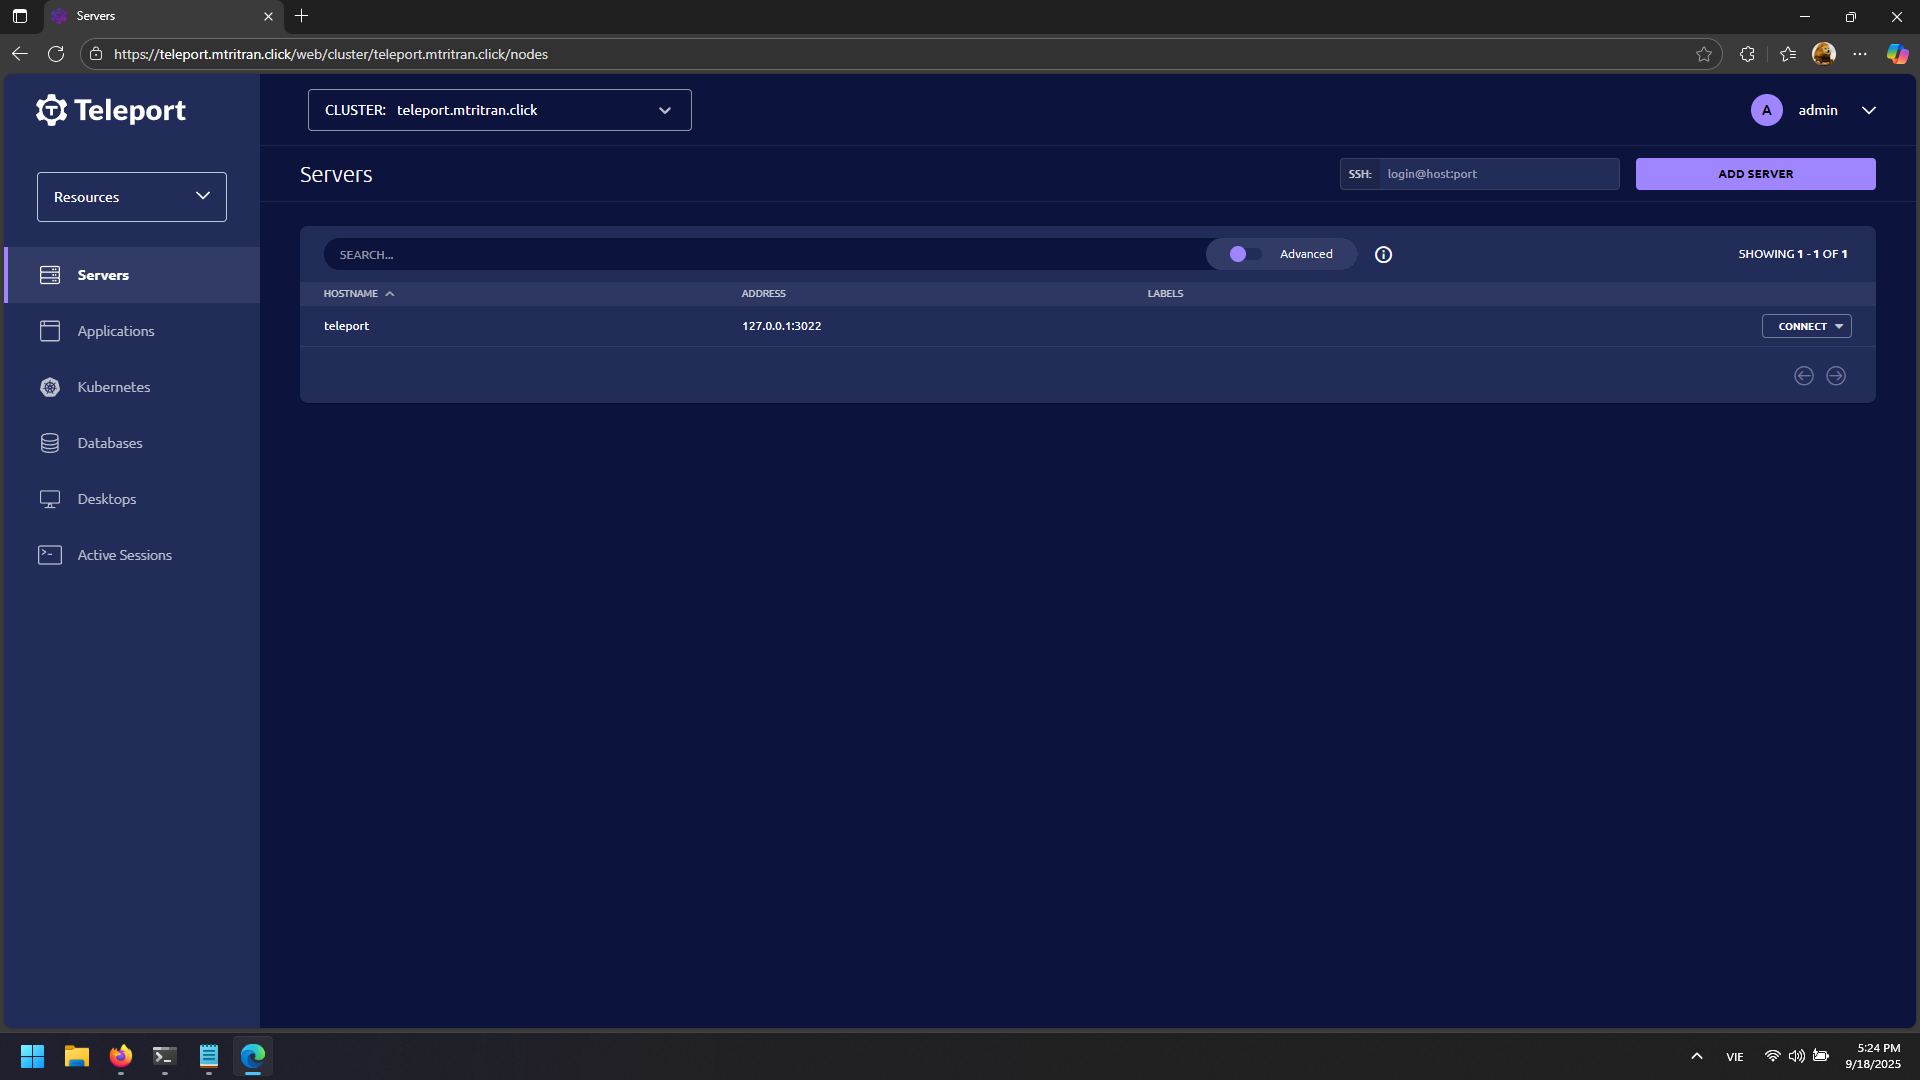 Servers
https://teleport.mtritran.click/web/cluster/teleport.mtritran.click/nodes
Teleport
CLUSTER: teleport.mtritran.click
A admin
Resources
Servers
SSH: login@host:port
ADD SERVER
Servers
Applications
Kubernetes
Databases
Desktops
Active Sessions
SEARCH...
Advanced
SHOWING 1 - 1 OF 1
HOSTNAME ADDRESS LABELS
teleport 127.0.0.1:3022 CONNECT
VIE
5:24 PM
9/18/2025